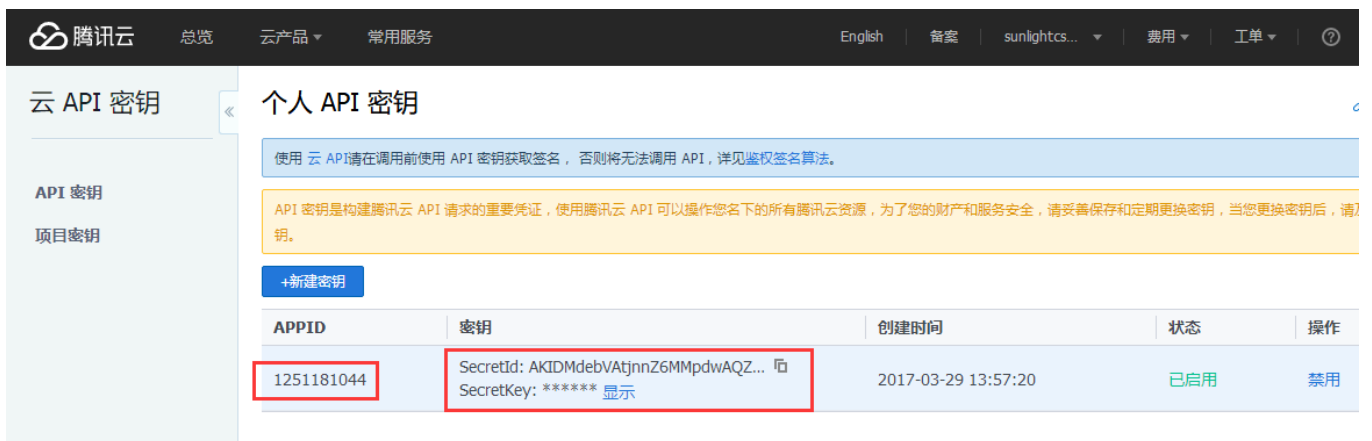 腾讯云 总览 云产品 常用服务 English 备案 sunlightcs... 费用 工单
云 API 密钥
«
个人 API 密钥
使用 云 API请在调用前使用 API 密钥获取签名， 否则将无法调用 API，详见鉴权签名算法。
API 密钥
项目密钥
API 密钥是构建腾讯云 API 请求的重要凭证，使用腾讯云 API 可以操作您名下的所有腾讯云资源，为了您的财产和服务安全，请妥善保存和定期更换密钥，当您更换密钥后，请
钥。
+新建密钥
APPID 密钥 创建时间 状态 操作
1251181044
SecretId: AKIDMdebVAtjnnZ6MMpdwAQZ...
SecretKey: ****** 显示
2017-03-29 13:57:20 已启用 禁用